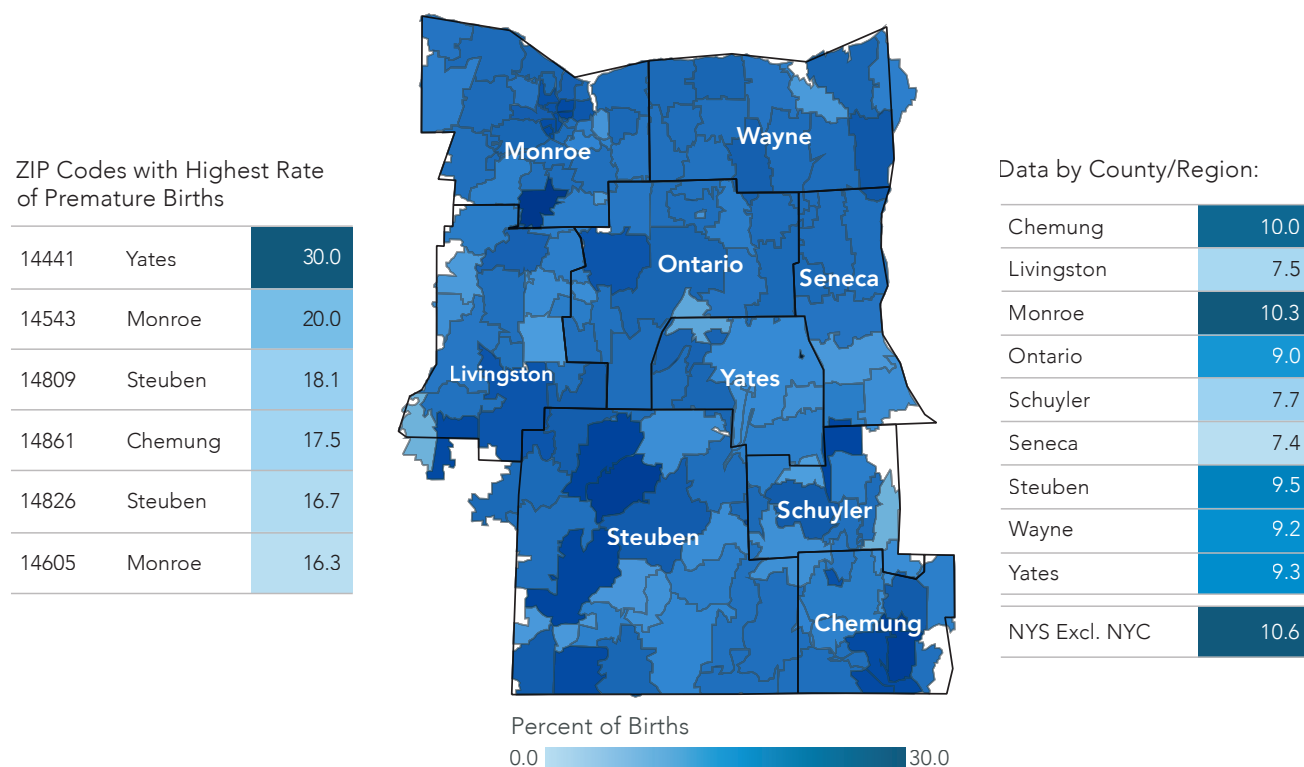 ZIP Codes with Highest Rate
of Premature Births
14441 Yates 30.0
14543 Monroe 20.0
14809 Steuben 18.1
14861 Chemung 17.5
14826 Steuben 16.7
14605 Monroe 16.3
Monroe
Wayne
Ontario
Seneca
Livingston
Yates
Schuyler
Steuben
Chemung
Percent of Births
0.0 30.0
Data by County/Region:
Chemung 10.0
Livingston 7.5
Monroe 10.3
Ontario 9.0
Schuyler 7.7
Seneca 7.4
Steuben 9.5
Wayne 9.2
Yates 9.3
NYS Excl. NYC 10.6